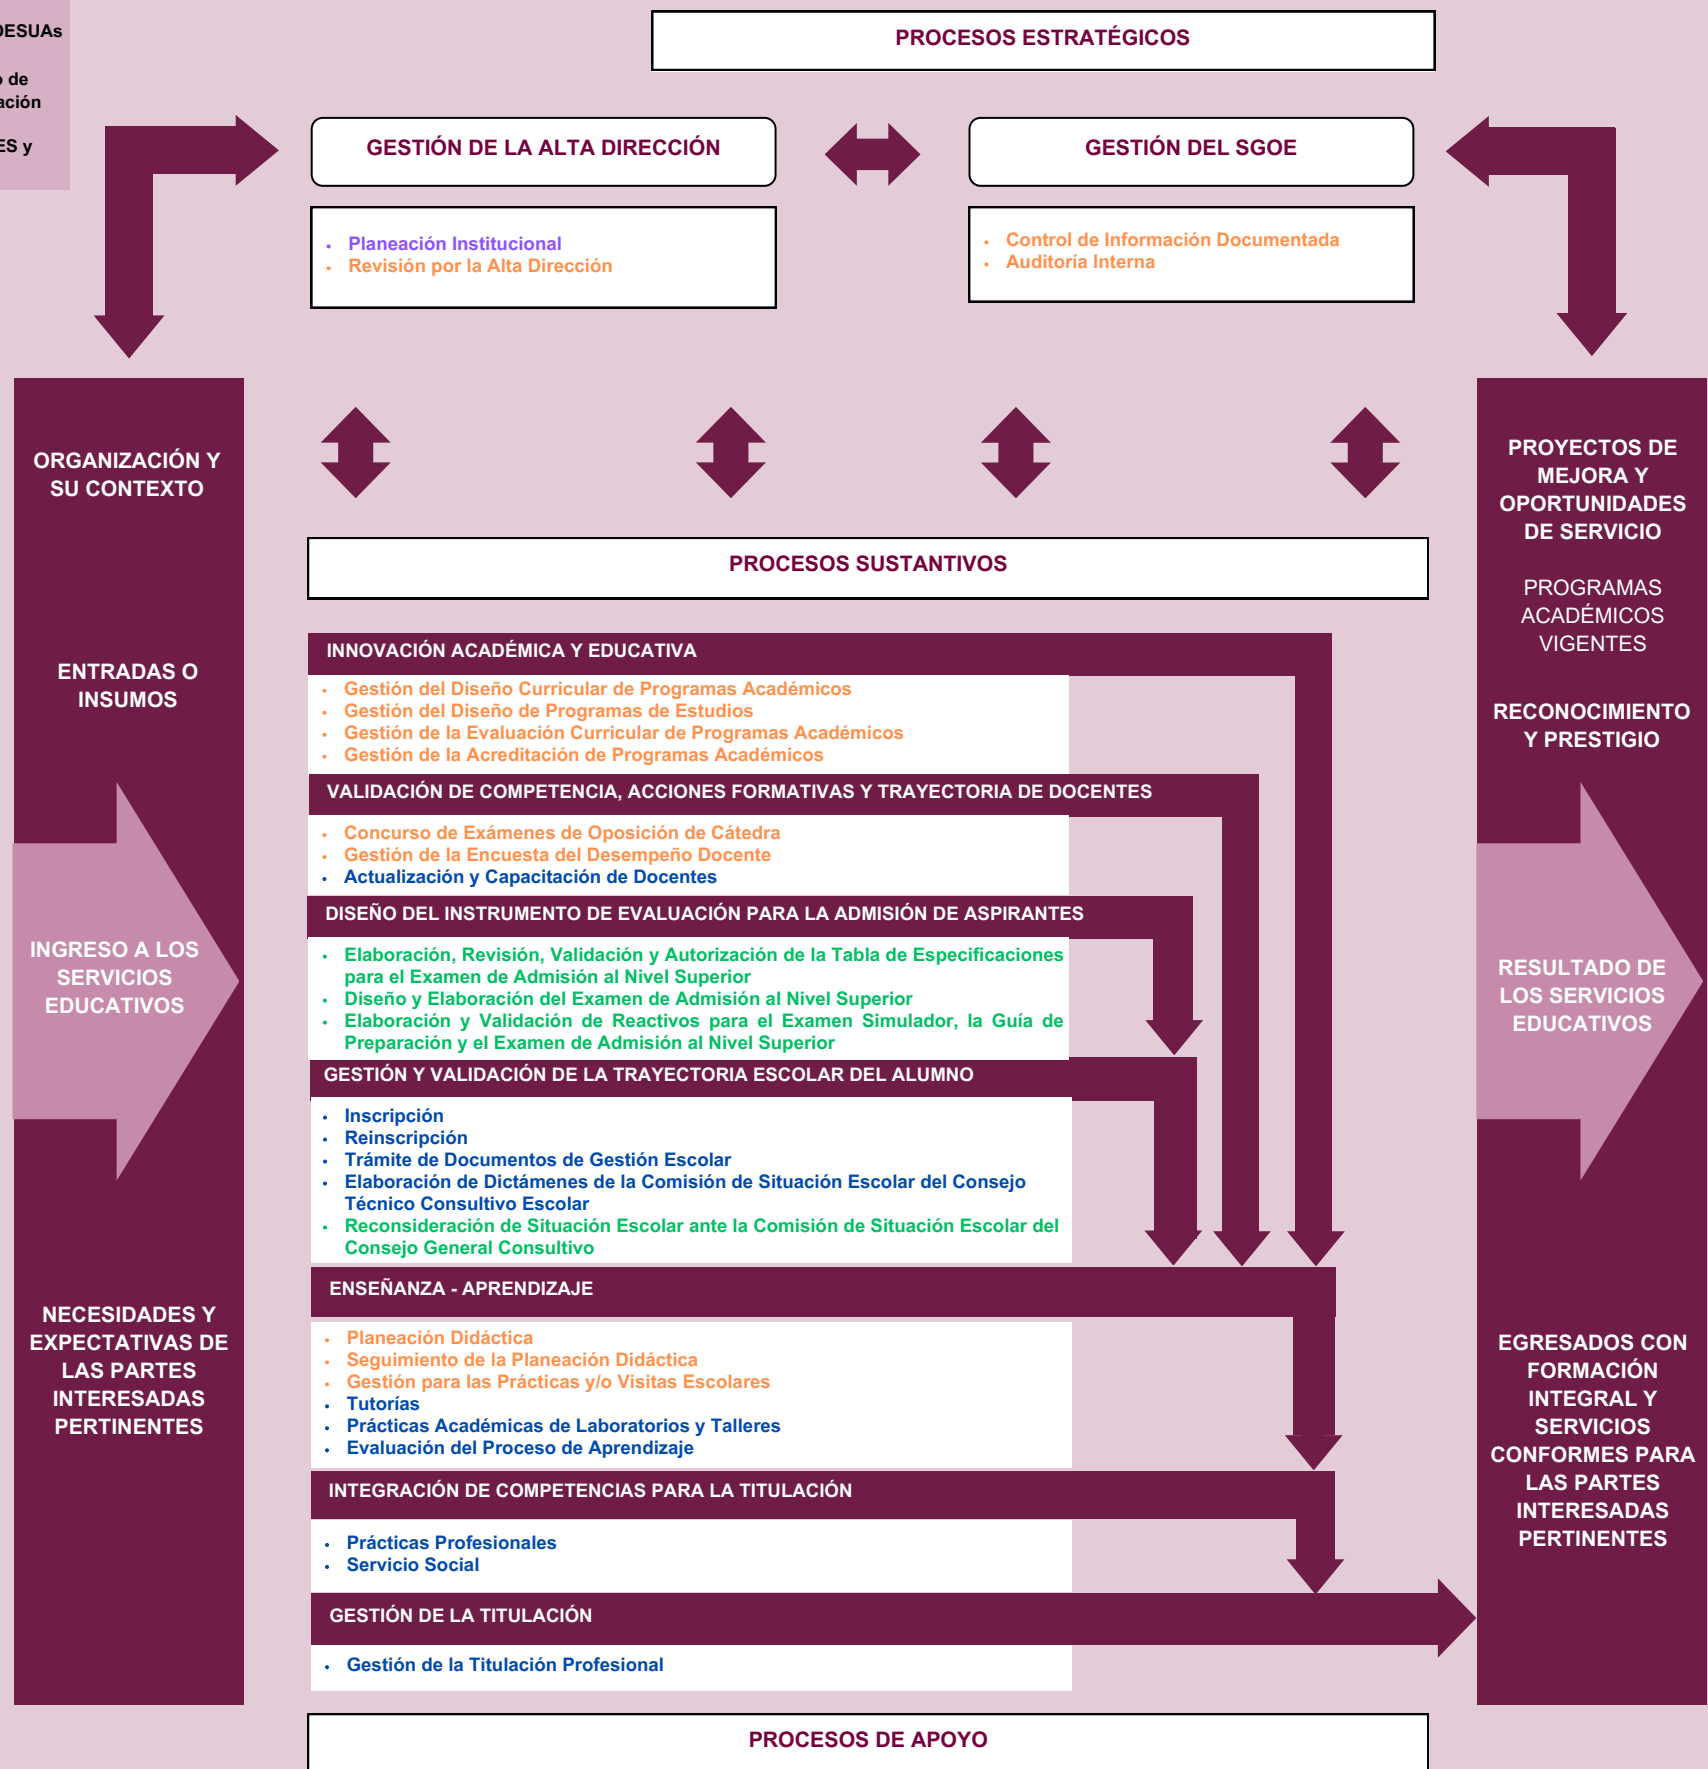 DESUAs
de
ES y
PROCESOS ESTRATÉGICOS
GESTIÓN DE LA ALTA DIRECCIÓN
GESTIÓN DEL SGOE
• Planeación Institucional
• Revisión por la Alta Dirección
• Control de Información Documentada
• Auditoría Interna
ORGANIZACIÓN Y
SU CONTEXTO
ENTRADAS O
INSUMOS
INGRESO A LOS
SERVICIOS
EDUCATIVOS
NECESIDADES Y
EXPECTATIVAS DE
LAS PARTES
INTERESADAS
PERTINENTES
PROCESOS SUSTANTIVOS
INNOVACIÓN ACADÉMICA Y EDUCATIVA
• Gestión del Diseño Curricular de Programas Académicos
• Gestión del Diseño de Programas de Estudios
• Gestión de la Evaluación Curricular de Programas Académicos
• Gestión de la Acreditación de Programas Académicos
VALIDACIÓN DE COMPETENCIA, ACCIONES FORMATIVAS Y TRAYECTORIA DE DOCENTES
• Concurso de Exámenes de Oposición de Cátedra
• Gestión de la Encuesta del Desempeño Docente
• Actualización y Capacitación de Docentes
DISEÑO DEL INSTRUMENTO DE EVALUACIÓN PARA LA ADMISIÓN DE ASPIRANTES
• Elaboración, Revisión, Validación y Autorización de la Tabla de Especificaciones
para el Examen de Admisión al Nivel Superior
• Diseño y Elaboración del Examen de Admisión al Nivel Superior
• Elaboración y Validación de Reactivos para el Examen Simulador, la Guía de
Preparación y el Examen de Admisión al Nivel Superior
GESTIÓN Y VALIDACIÓN DE LA TRAYECTORIA ESCOLAR DEL ALUMNO
• Inscripción
• Reinscripción
• Trámite de Documentos de Gestión Escolar
• Elaboración de Dictámenes de la Comisión de Situación Escolar del Consejo
Técnico Consultivo Escolar
• Reconsideración de Situación Escolar ante la Comisión de Situación Escolar del
Consejo General Consultivo
ENSEÑANZA - APRENDIZAJE
• Planeación Didáctica
• Seguimiento de la Planeación Didáctica
• Gestión para las Prácticas y/o Visitas Escolares
• Tutorías
• Prácticas Académicas de Laboratorios y Talleres
• Evaluación del Proceso de Aprendizaje
INTEGRACIÓN DE COMPETENCIAS PARA LA TITULACIÓN
• Prácticas Profesionales
• Servicio Social
GESTIÓN DE LA TITULACIÓN
• Gestión de la Titulación Profesional
PROYECTOS DE
MEJORA Y
OPORTUNIDADES
DE SERVICIO
PROGRAMAS
ACADÉMICOS
VIGENTES
RECONOCIMIENTO
Y PRESTIGIO
RESULTADO DE
LOS SERVICIOS
EDUCATIVOS
EGRESADOS CON
FORMACIÓN
INTEGRAL Y
SERVICIOS
CONFORMES PARA
LAS PARTES
INTERESADAS
PERTINENTES
PROCESOS DE APOYO